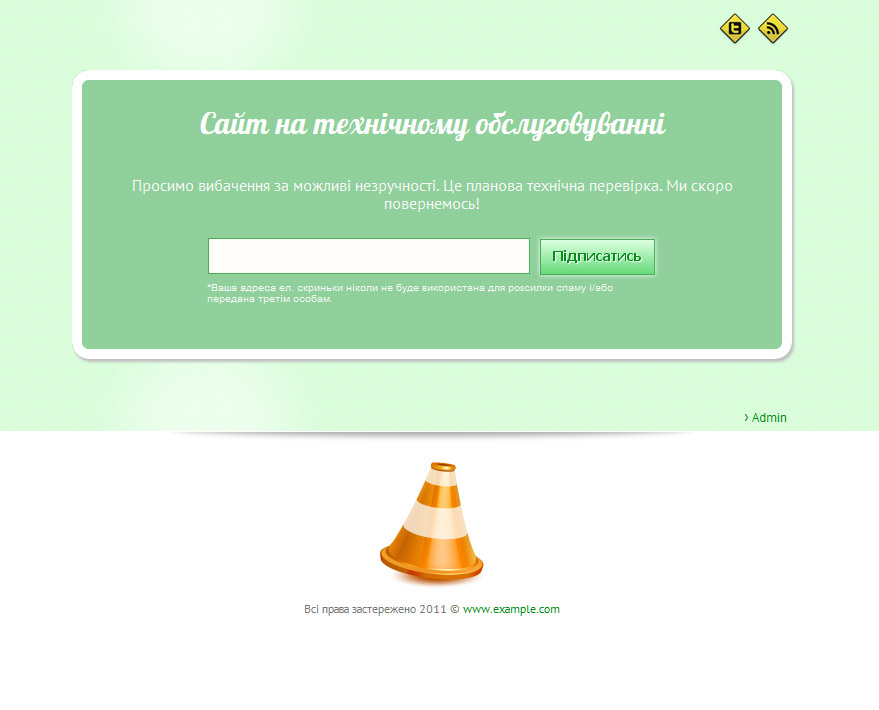 Сайт на технічному обслуговуванні
Просимо вибачення за можливі незручності. Це планова технічна перевірка. Ми скоро
повернемось!
Підписатись
*Ваша адреса ел. скриньки ніколи не буде використана для розсилки спаму і/або
передана третім особам.
› Admin
Всі права застережено 2011 © www.example.com